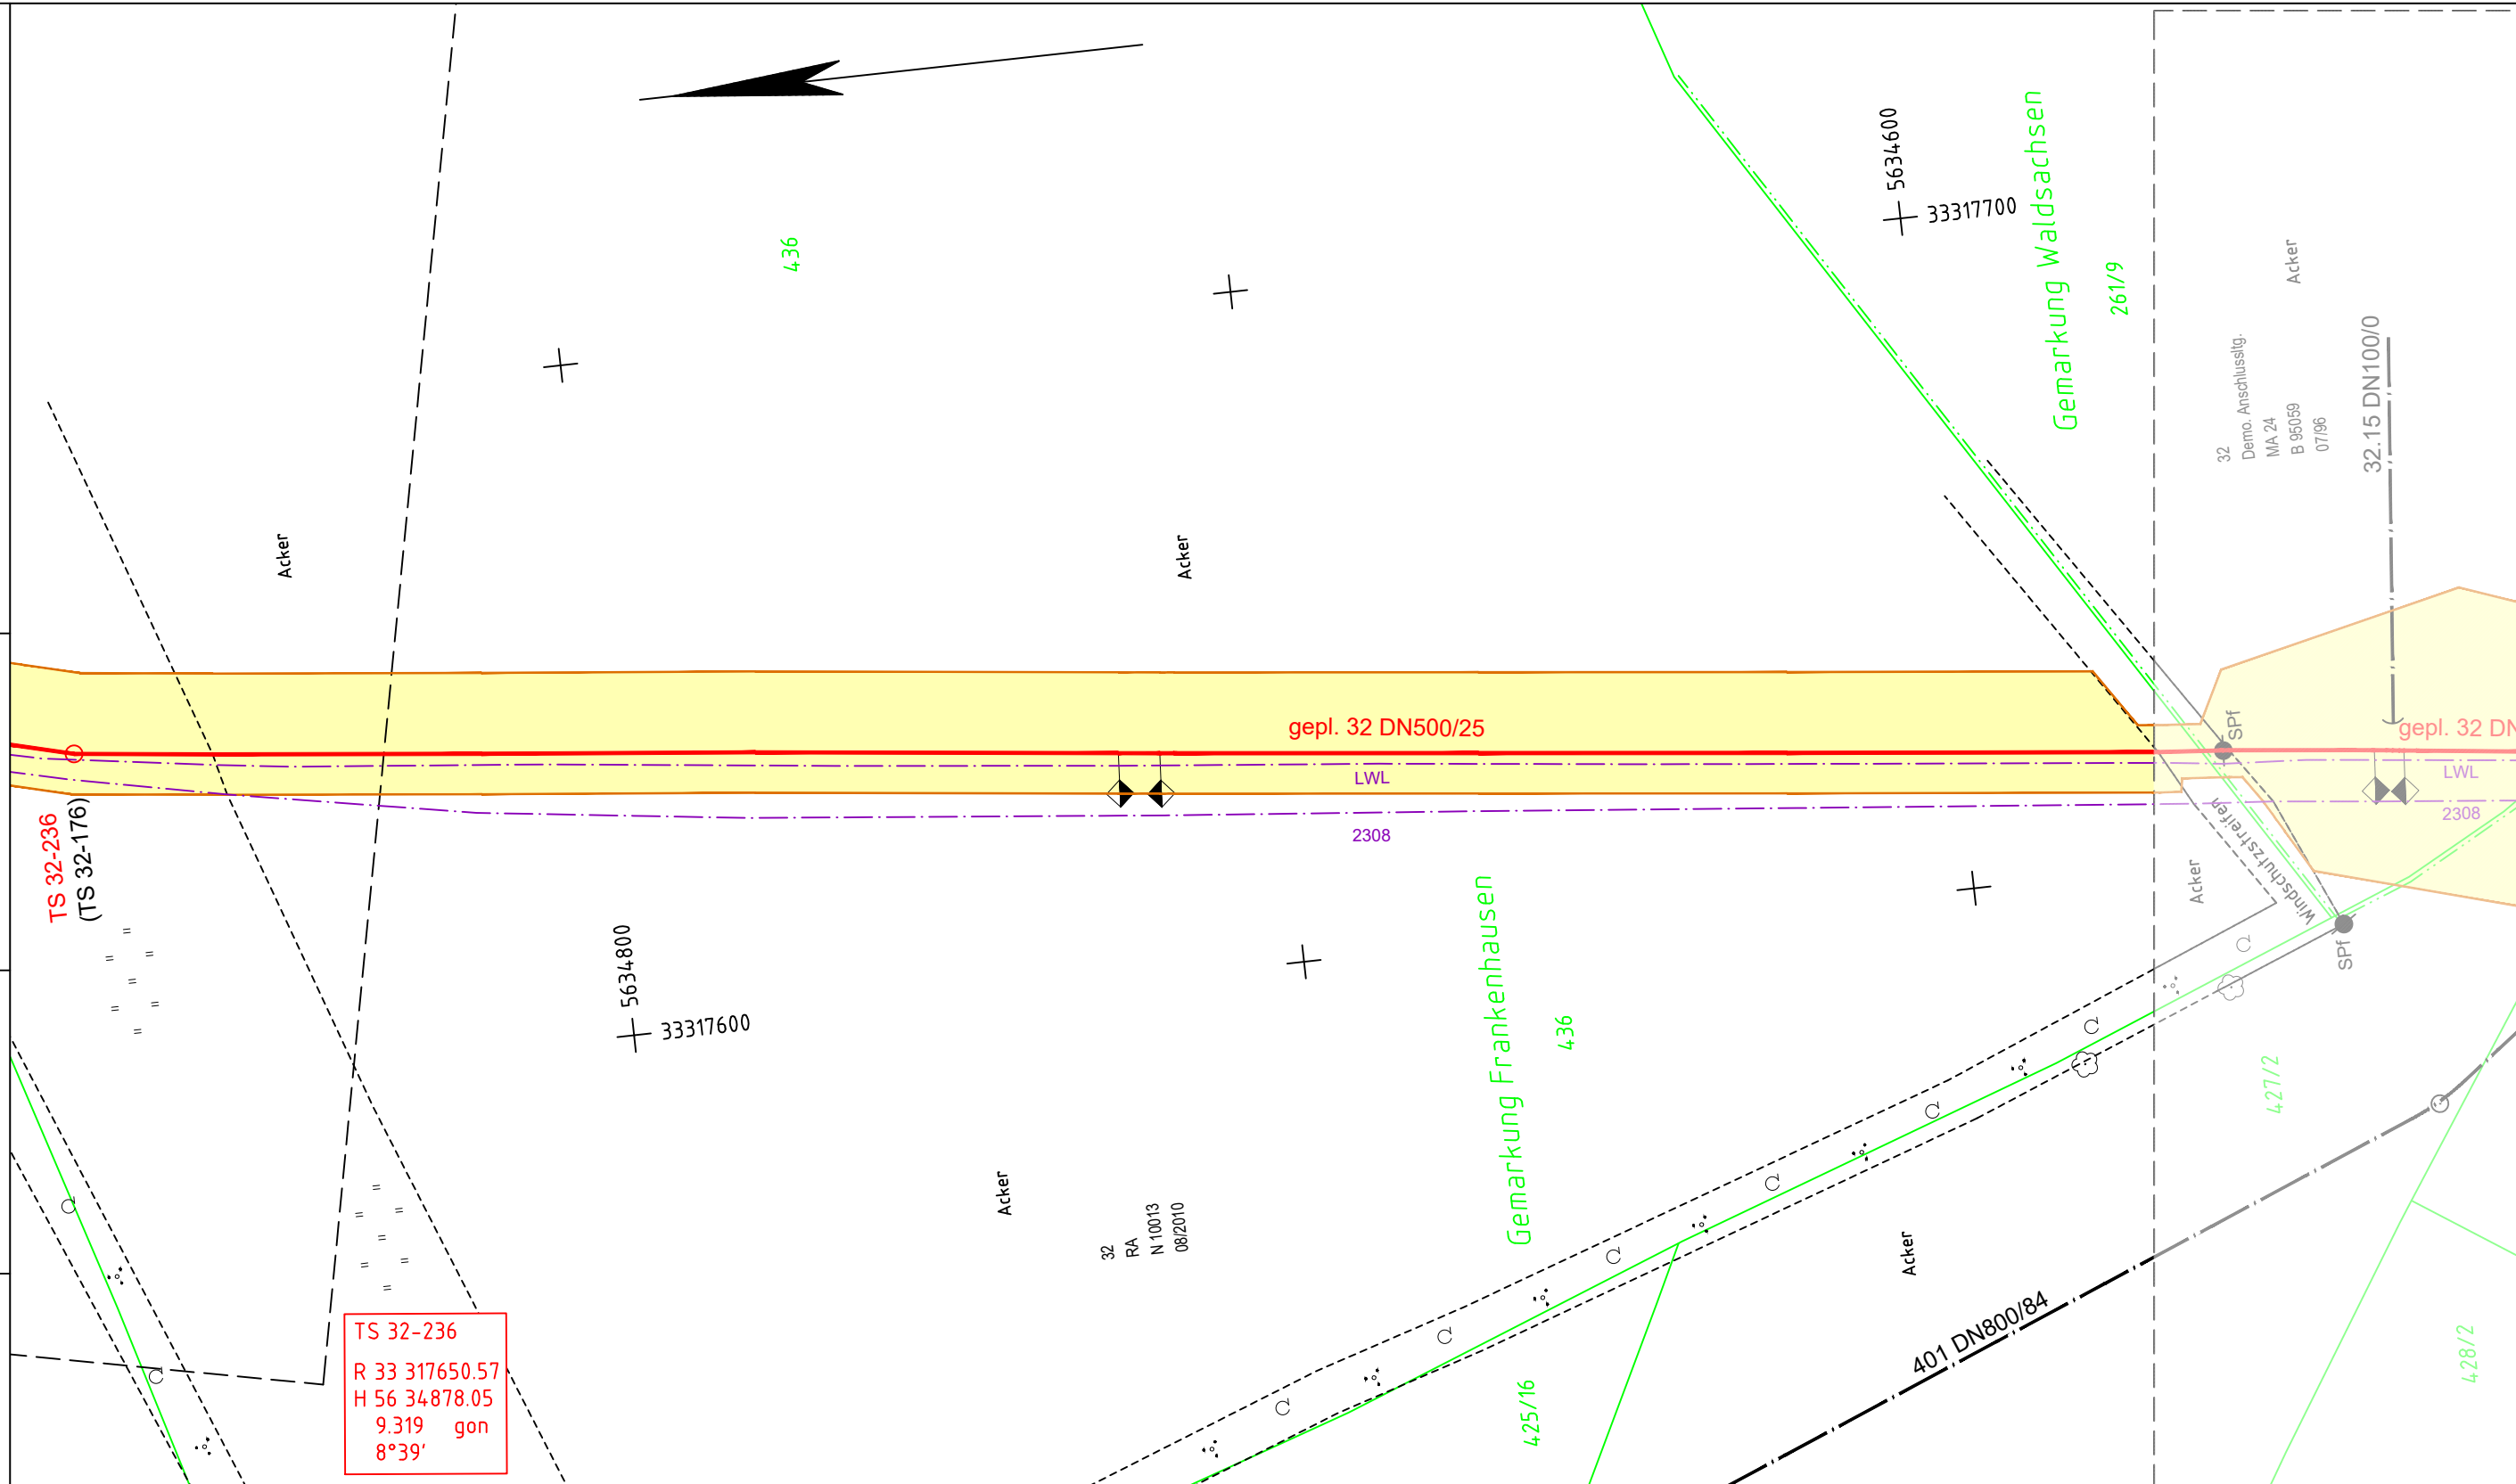 5634600
33317700
Gemarkung Waldsachsen
261/9
Acker
32
Demo. Anschlussltg.
MA 24
B 95059
07/96
32.15 DN100/0
436
Acker
Acker
gepl. 32 DN500/25
gepl. 32 DN
SPf
LWL
LWL
2308
2308
TS 32-236
(TS 32-176)
Windschutzstreifen
Acker
SPf
5634800
33317600
Gemarkung Frankenhausen
436
427/2
Acker
32
RA
N 10013
08/2010
Acker
401 DN800/84
425/16
428/2
TS 32-236
R 33 317650.57
H 56 34878.05
9.319 gon
8°39'